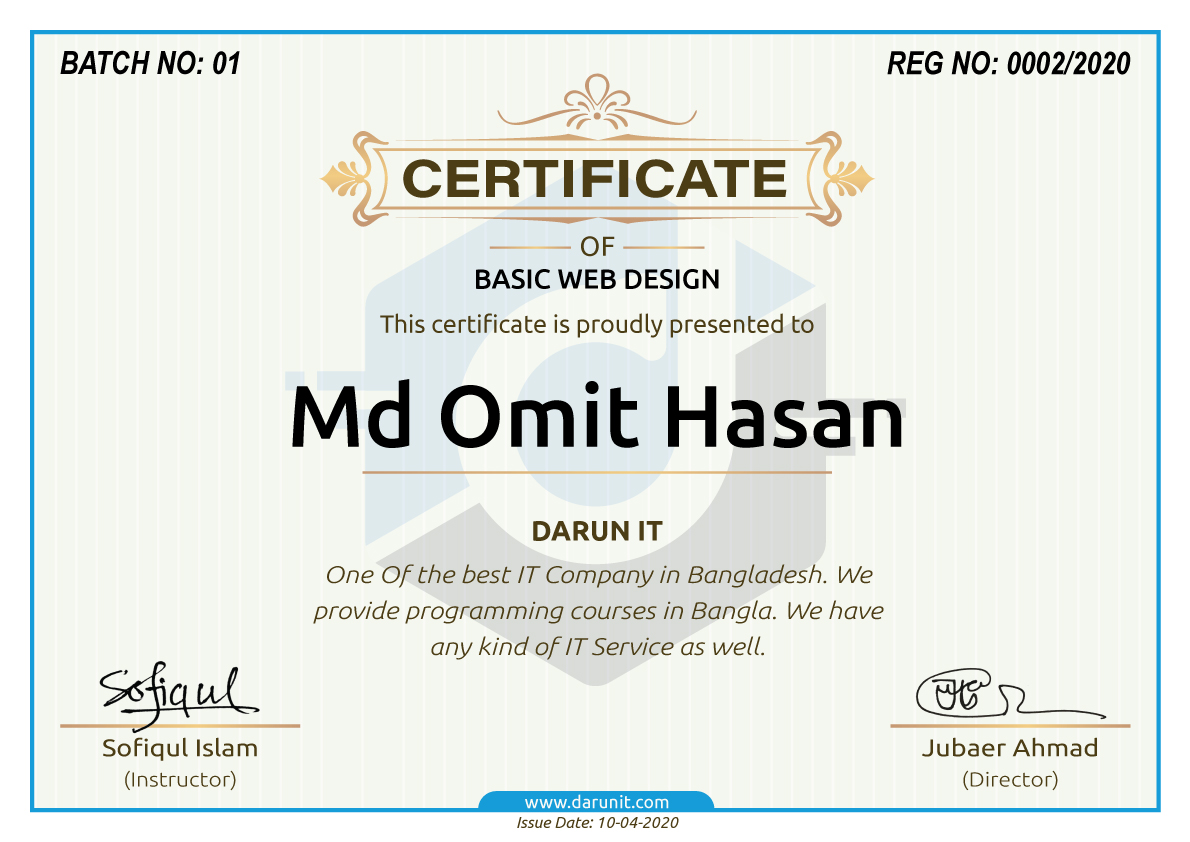 BATCH NO: 01
REG NO: 0002/2020
CERTIFICATE
OF
BASIC WEB DESIGN
This certificate is proudly presented to
Md Omit Hasan
DARUN IT
One Of the best IT Company in Bangladesh. We
provide programming courses in Bangla. We have
any kind of IT Service as well.
Sofiqul
Sofiqul Islam
(Instructor)
Jubaer Ahmad
(Director)
www.darunit.com
Issue Date: 10-04-2020